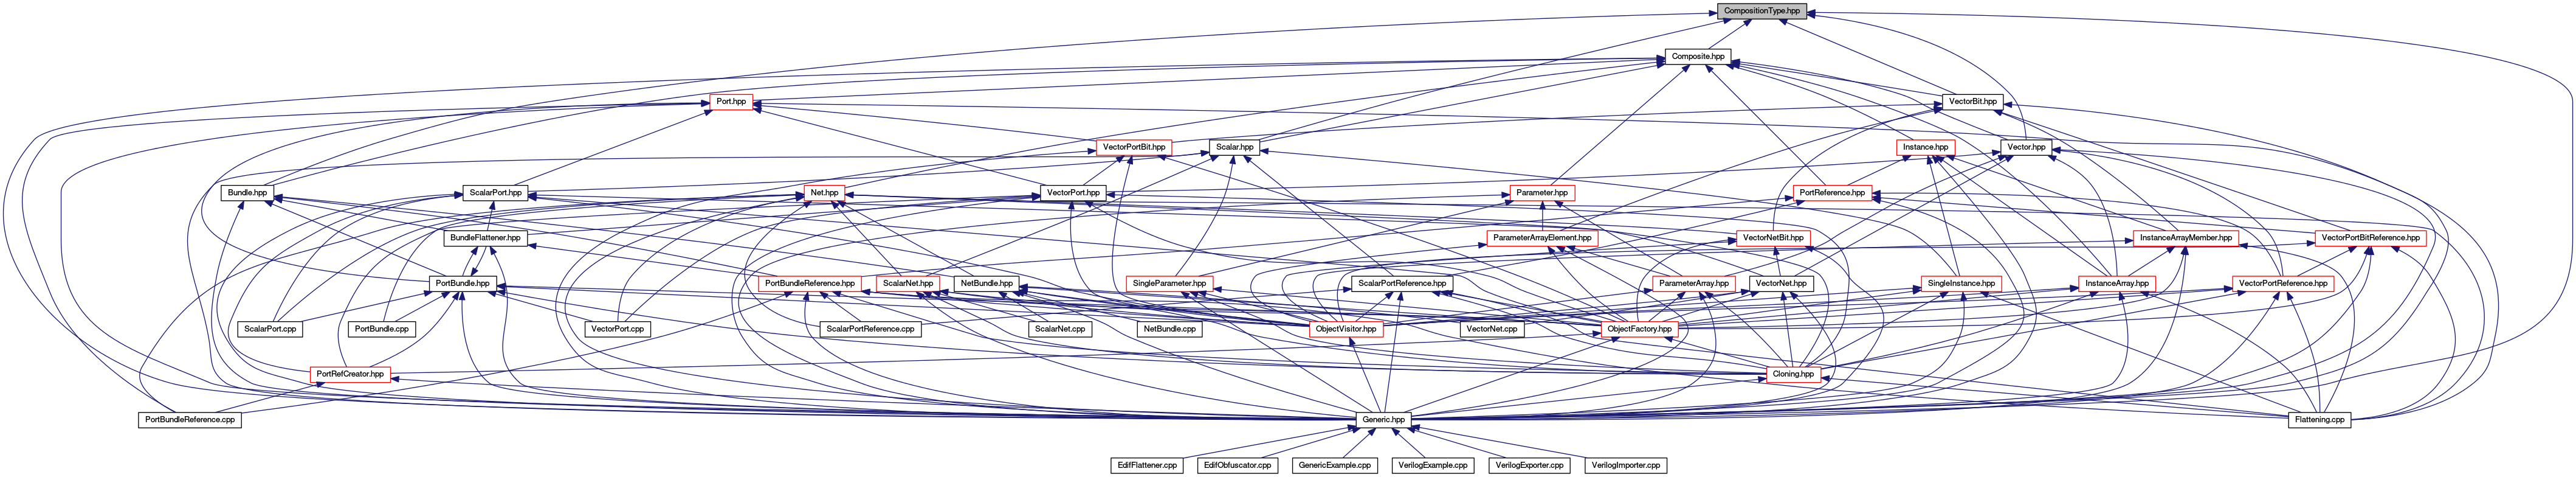 CompositionType.hpp
Composite.hpp
Port.hpp
VectorBit.hpp
VectorPortBit.hpp
Scalar.hpp
Instance.hpp
Vector.hpp
Bundle.hpp
ScalarPort.hpp
Net.hpp
VectorPort.hpp
Parameter.hpp
PortReference.hpp
BundleFlattener.hpp
ParameterArrayElement.hpp
VectorNetBit.hpp
InstanceArrayMember.hpp
VectorPortBitReference.hpp
PortBundle.hpp
PortBundleReference.hpp
ScalarNet.hpp
NetBundle.hpp
SingleParameter.hpp
ScalarPortReference.hpp
ParameterArray.hpp
VectorNet.hpp
SingleInstance.hpp
InstanceArray.hpp
VectorPortReference.hpp
ScalarPort.cpp
PortBundle.cpp
VectorPort.cpp
ScalarPortReference.cpp
ScalarNet.cpp
NetBundle.cpp
ObjectVisitor.hpp
VectorNet.cpp
ObjectFactory.hpp
PortRefCreator.hpp
Cloning.hpp
PortBundleReference.cpp
Generic.hpp
Flattening.cpp
EdifFlattener.cpp
EdifObfuscator.cpp
GenericExample.cpp
VerilogExample.cpp
VerilogExporter.cpp
VerilogImporter.cpp